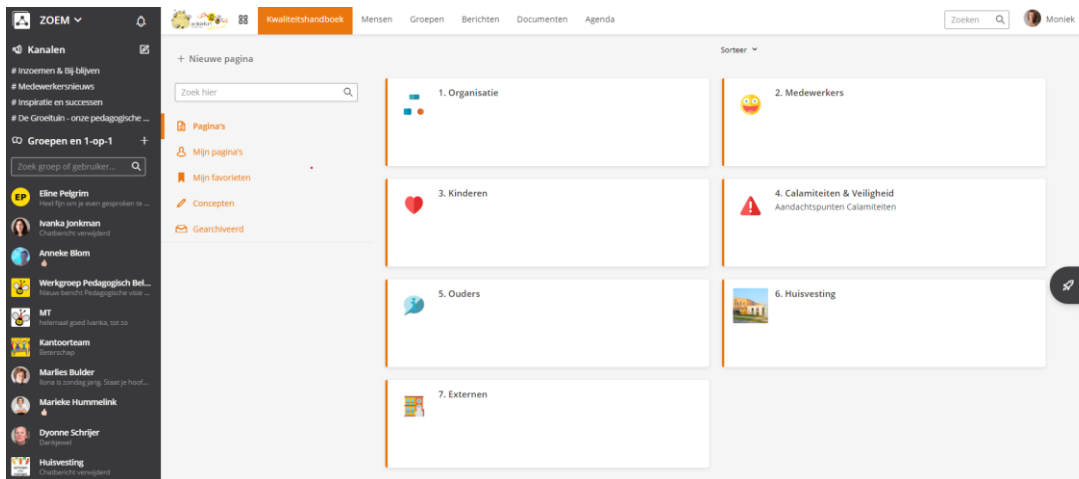 ZOEM
Kanalen
# Inzoemen & Bij-blijven
# Medewerkersnieuws
# Inspiratie en successen
# De Groeituin - onze pedagogische ...
Groepen en 1-op-1
Zoek groep of gebruiker...
EP
Eline Pelgrim
Heel fijn om je even gesproken te ...
Ivanka Jonkman
Chatbericht verwijderd
Anneke Blom
Werkgroep Pedagogisch Bel...
Nieuw bericht Pedagogische visie ...
MT
helemaal goed Ivanka, tot zo
Kantoorteam
Beterschap
Marlies Bulder
Ilona is zondag jarig. Staat je hoof...
Marieke Hummelink
Dyonne Schrijer
Dankjewel
Huisvesting
Chatbericht verwijderd
Kwaliteitshandboek
Mensen
Groepen
Berichten
Documenten
Agenda
Zoeken
Moniek
+ Nieuwe pagina
Zoek hier
Pagina's
Mijn pagina's
Mijn favorieten
Concepten
Gearchiveerd
Sorteer
1. Organisatie
2. Medewerkers
3. Kinderen
4. Calamiteiten & Veiligheid
Aandachtspunten Calamiteiten
5. Ouders
6. Huisvesting
7. Externen